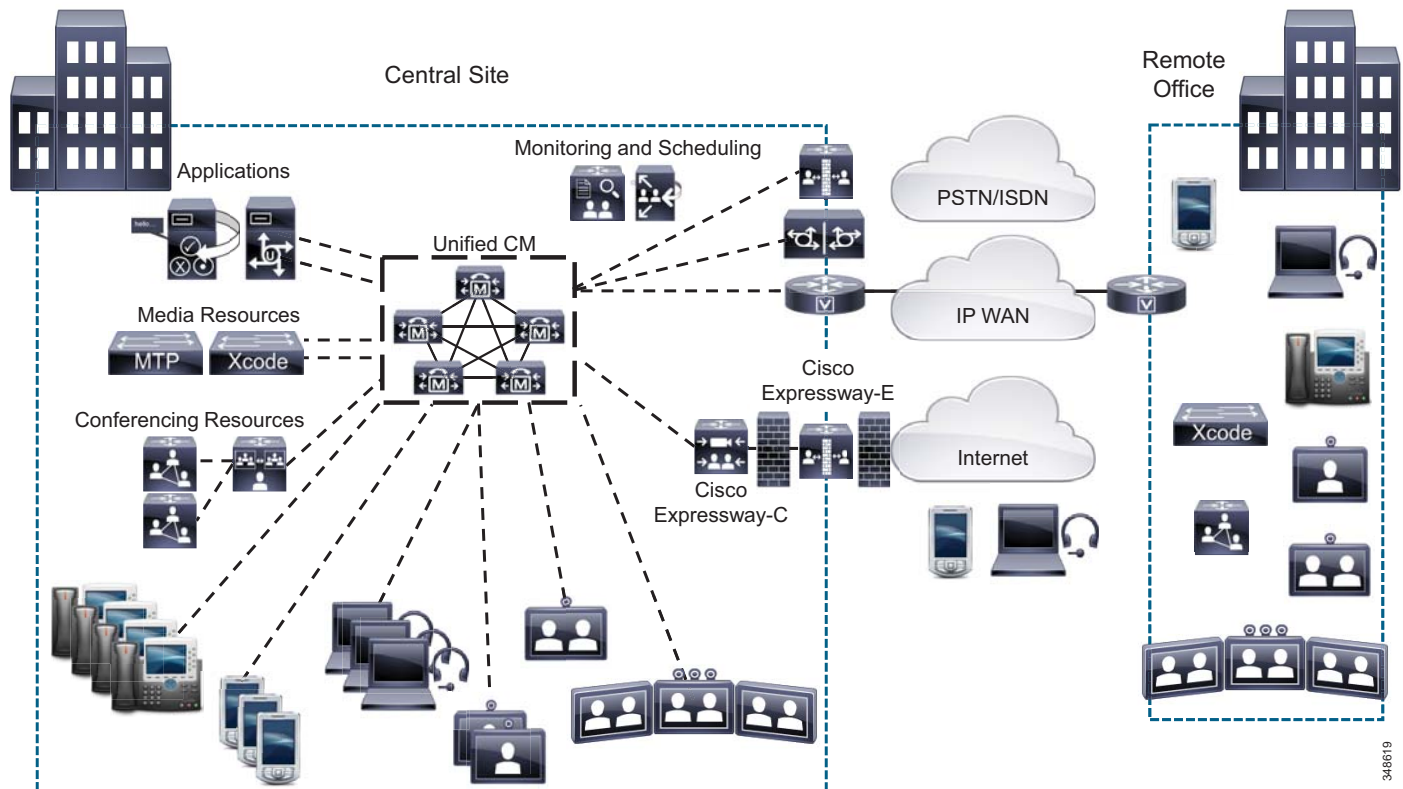 Central Site
Remote
Office
Applications
Monitoring and Scheduling
PSTN/ISDN
hello...
U
Unified CM
M
M
M
M
M
V
IP WAN
V
Media Resources
MTP
Xcode
Cisco
Expressway-E
Conferencing Resources
Internet
Cisco
Expressway-C
Xcode
348619